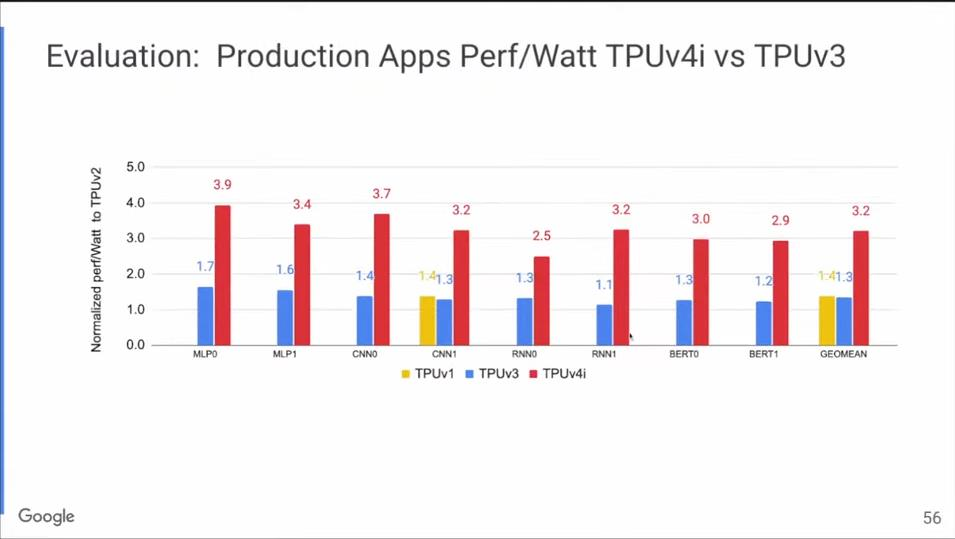 Evaluation: Production Apps Perf/Watt TPUv4i vs TPUv3
Normalized perf/Watt to TPUv2
5.0
4.0
3.0
2.0
1.0
0.0
1.7 3.9
1.6 3.4
1.4 3.7
1.4 1.3 3.2
1.3 2.5
1.1 3.2
1.3 3.0
1.2 2.9
1.4 1.3 3.2
MLP0 MLP1 CNN0 CNN1 RNN0 RNN1 BERT0 BERT1 GEOMEAN
TPUv1 TPUv3 TPUv4i
Google
56